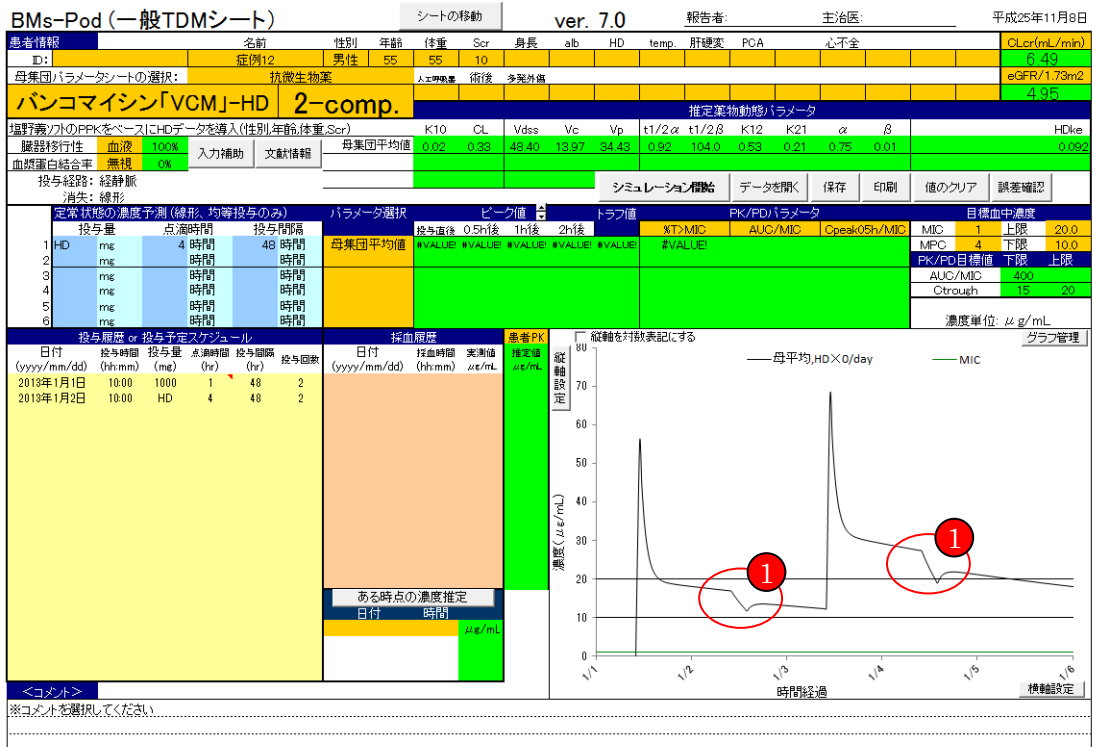 BMs-Pod (一般TDMシート) シートの移動 ver. 7.0 報告者: 主治医: 平成25年11月8日
患者情報 名前 性別 年齢 体重 Scr 身長 alb HD temp. 肝硬変 PCA 心不全 CLcr(mL/min)
ID: 症例12 男性 55 55 10 6.49
母集団パラメータシートの選択: 抗微生物薬 人工呼吸器 術後 多発外傷 eGFR/1.73m2
バンコマイシン「VCM」-HD 2-comp. 4.95
推定薬物動態パラメータ
塩野義ソフトのPPKをベースにHDデータを導入(性別,年齢,体重,Scr) K10 CL Vdss Vc Vp t1/2α t1/2β K12 K21 α β HDke
臓器移行性 血液 100% 入力補助 文献情報 母集団平均値 0.02 0.33 48.40 13.97 34.43 0.92 104.0 0.53 0.21 0.75 0.01 0.092
血漿蛋白結合率 無視 0%
投与経路: 経静脈 シミュレーション開始 データを開く 保存 印刷 値のクリア 誤差確認
消失: 線形
定常状態の濃度予測(線形、均等投与のみ) パラメータ選択 ピーク値 トラフ値 PK/PDパラメータ 目標血中濃度
投与量 点滴時間 投与間隔 投与直後 0.5h後 1h後 2h後 %T>MIC AUC/MIC Cpeak05h/MIC MIC 1 上限 20.0
1 HD mg 4 時間 48 時間 母集団平均値 #VALUE! #VALUE! #VALUE! #VALUE! #VALUE! #VALUE! MPC 4 下限 10.0
2 mg 時間 時間 PK/PD目標値 下限 上限
3 mg 時間 時間 AUC/MIC 400
4 mg 時間 時間 Ctrough 15 20
5 mg 時間 時間
6 mg 時間 時間 濃度単位: μg/mL
投与履歴 or 投与予定スケジュール 採血履歴 患者PK 縦軸を対数表記にする グラフ管理
日付 投与時間 投与量 点滴時間 投与間隔 投与回数 日付 採血時間 実測値 推定値
(yyyy/mm/dd) (hh:mm) (mg) (hr) (hr) (yyyy/mm/dd) (hh:mm) μg/mL μg/mL
2013年1月1日 10:00 1000 1 48 2
2013年1月2日 10:00 HD 4 48 2
縦軸設定
母平均,HD×0/day MIC
濃度(μg/mL)
80
70
60
50
40
30
20
10
0
1
1
1/1 1/2 1/3 1/4 1/5 1/6
時間経過
横軸設定
ある時点の濃度推定
日付 時間
μg/mL
<コメント>
※コメントを選択してください